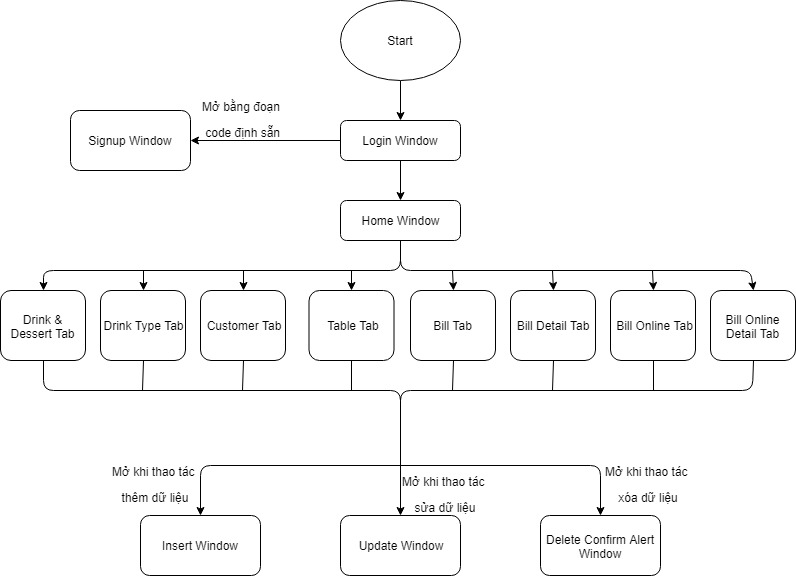 Start
Mở bằng đoạn
code định sẵn
Signup Window
Login Window
Home Window
Drink &
Dessert Tab
Drink Type Tab
Customer Tab
Table Tab
Bill Tab
Bill Detail Tab
Bill Online Tab
Bill Online
Detail Tab
Mở khi thao tác
thêm dữ liệu
Mở khi thao tác
sửa dữ liệu
Mở khi thao tác
xóa dữ liệu
Insert Window
Update Window
Delete Confirm Alert
Window